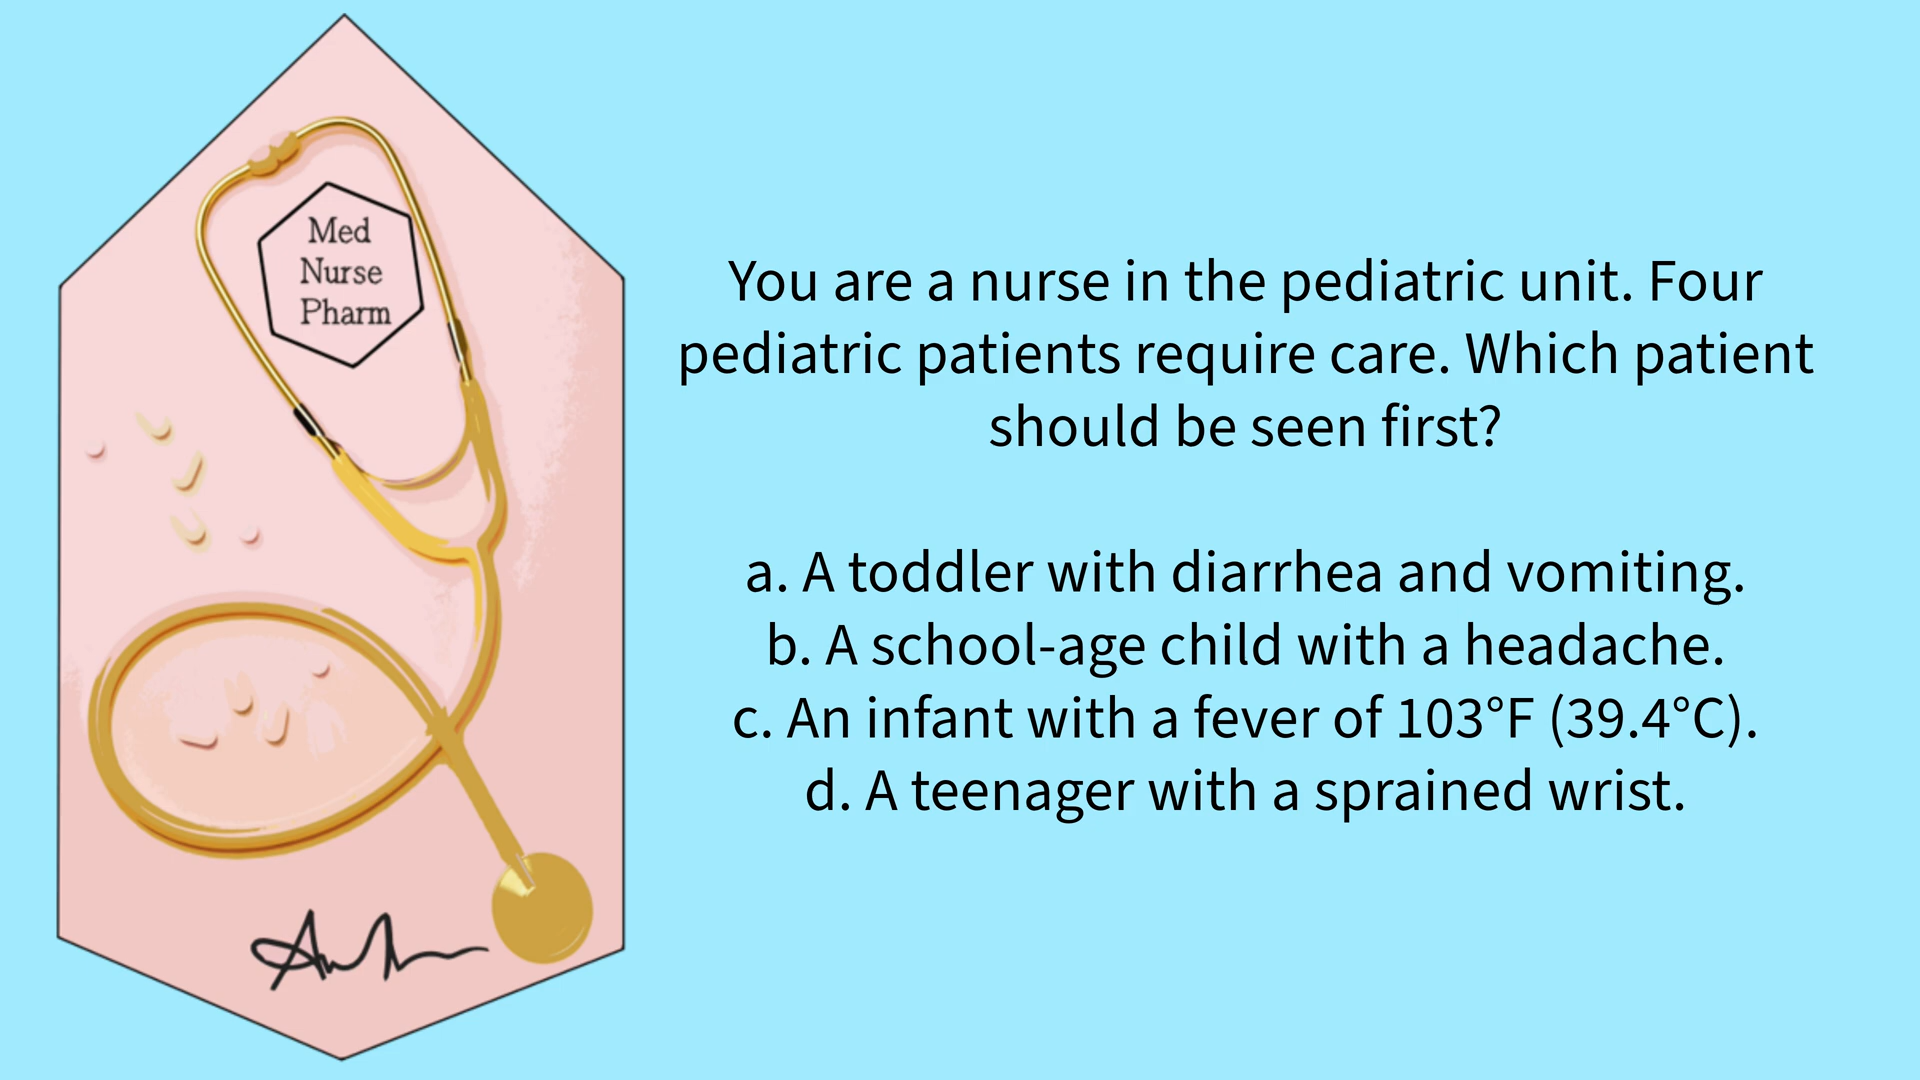 Med
Nurse
Pharm
You are a nurse in the pediatric unit. Four
pediatric patients require care. Which patient
should be seen first?
a. A toddler with diarrhea and vomiting.
b. A school-age child with a headache.
c. An infant with a fever of 103°F (39.4°C).
d. A teenager with a sprained wrist.